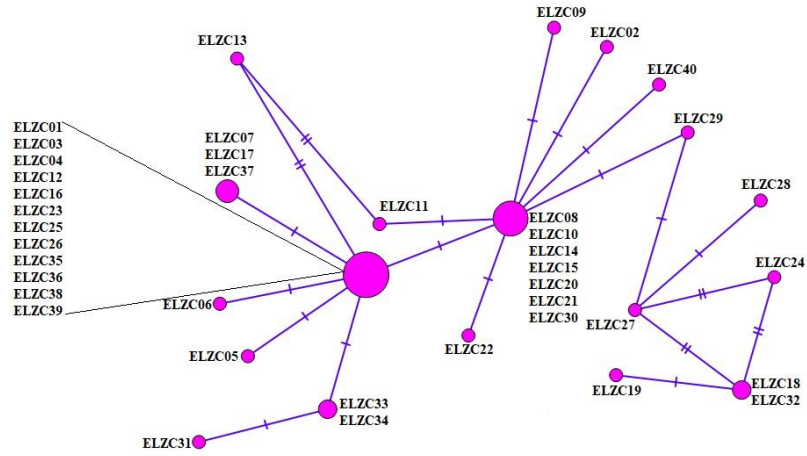 ELZC09
ELZC02
ELZC13
ELZC40
ELZC29
ELZC01
ELZC03
ELZC04
ELZC12
ELZC16
ELZC23
ELZC25
ELZC26
ELZC35
ELZC36
ELZC38
ELZC39
ELZC07
ELZC17
ELZC37
ELZC11
ELZC28
ELZC08
ELZC10
ELZC14
ELZC15
ELZC20
ELZC21
ELZC30
ELZC24
ELZC06
ELZC27
ELZC05
ELZC22
ELZC19
ELZC18
ELZC32
ELZC33
ELZC34
ELZC31